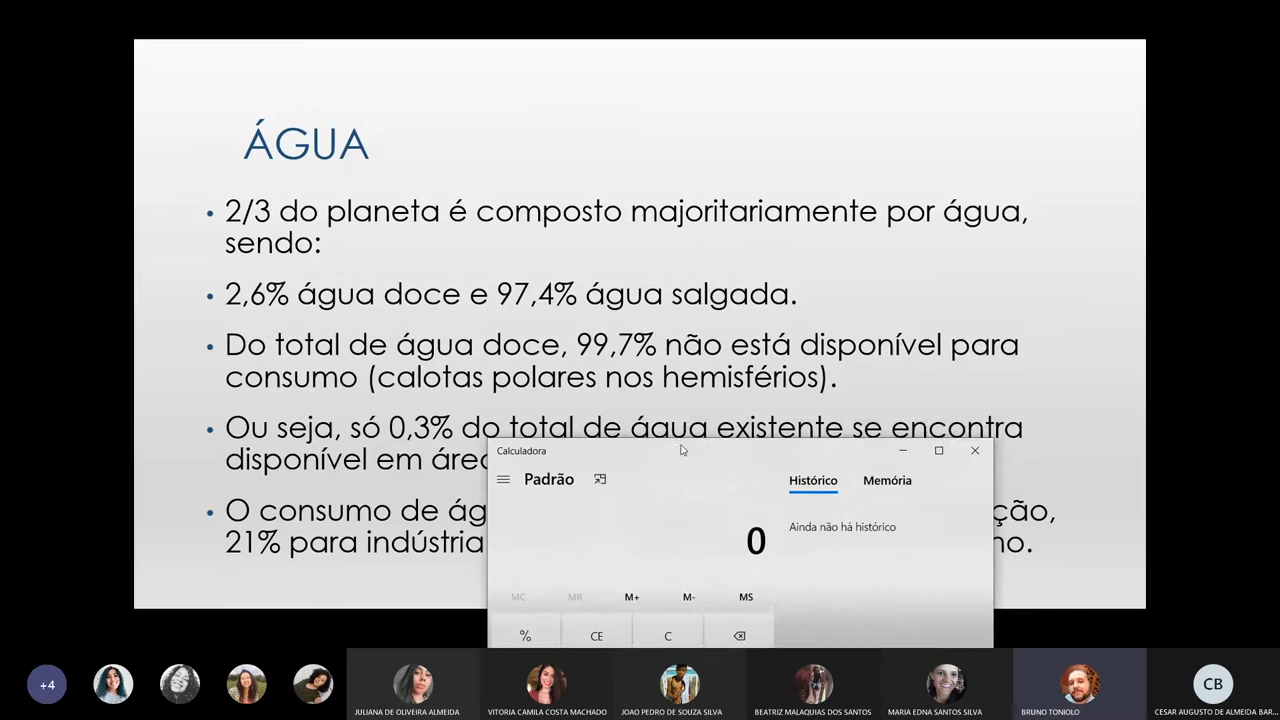 ÁGUA
• 2/3 do planeta é composto majoritariamente por água,
sendo:
• 2,6% água doce e 97,4% água salgada.
• Do total de água doce, 99,7% não está disponível para
consumo (calotas polares nos hemisférios).
• Ou seja, só 0,3% do total de água existente se encontra
disponível em
• O consumo de
21% para indústria
Calculadora
Padrão
Histórico
Memória
0
Ainda não há histórico
MC MR M+ M- MS
% CE C
+4
CB
JULIANA DE OLIVEIRA ALMEIDA
VITORIA CAMILA COSTA MACHADO
JOAO PEDRO DE SOUZA SILVA
BEATRIZ MALAQUIAS DOS SANTOS
MARIA EDNA SANTOS SILVA
BRUNO TONIOLO
CESAR AUGUSTO DE ALMEIDA BAR...